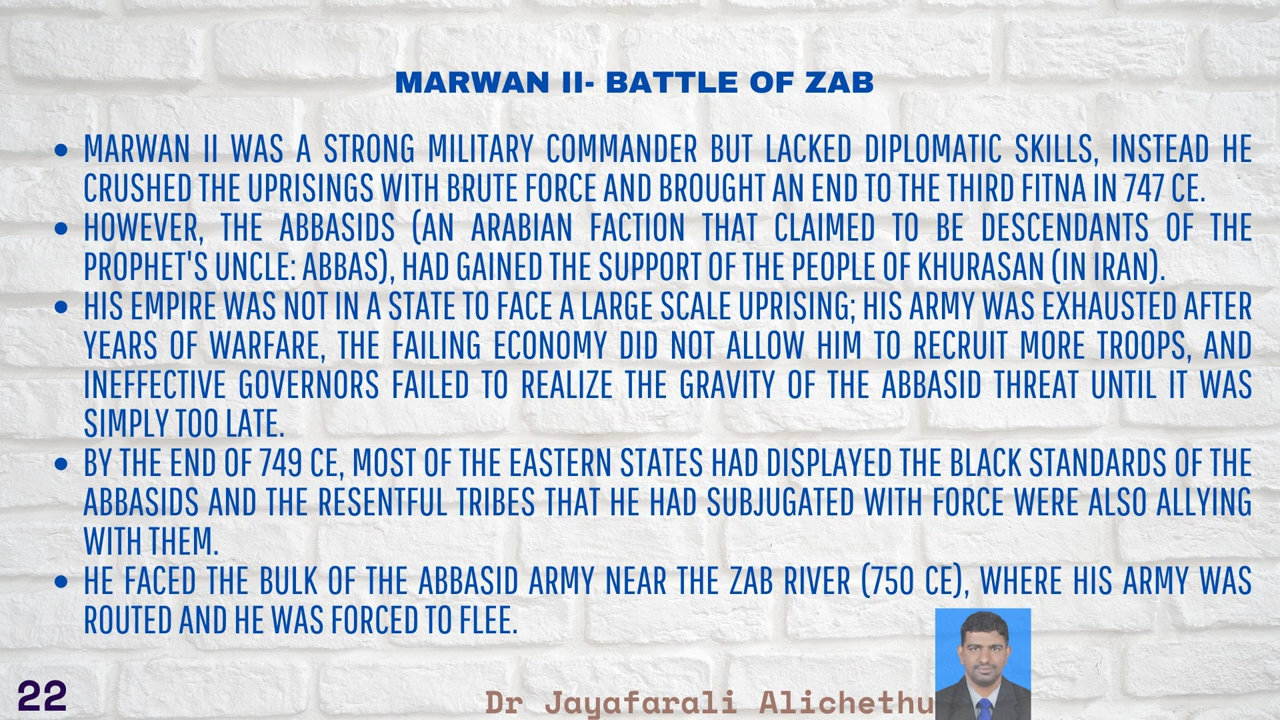 MARWAN II- BATTLE OF ZAB
• MARWAN II WAS A STRONG MILITARY COMMANDER BUT LACKED DIPLOMATIC SKILLS, INSTEAD HE
CRUSHED THE UPRISINGS WITH BRUTE FORCE AND BROUGHT AN END TO THE THIRD FITNA IN 747 CE.
• HOWEVER, THE ABBASIDS (AN ARABIAN FACTION THAT CLAIMED TO BE DESCENDANTS OF THE
PROPHET'S UNCLE: ABBAS), HAD GAINED THE SUPPORT OF THE PEOPLE OF KHURASAN (IN IRAN).
• HIS EMPIRE WAS NOT IN A STATE TO FACE A LARGE SCALE UPRISING; HIS ARMY WAS EXHAUSTED AFTER
YEARS OF WARFARE, THE FAILING ECONOMY DID NOT ALLOW HIM TO RECRUIT MORE TROOPS, AND
INEFFECTIVE GOVERNORS FAILED TO REALIZE THE GRAVITY OF THE ABBASID THREAT UNTIL IT WAS
SIMPLY TOO LATE.
• BY THE END OF 749 CE, MOST OF THE EASTERN STATES HAD DISPLAYED THE BLACK STANDARDS OF THE
ABBASIDS AND THE RESENTFUL TRIBES THAT HE HAD SUBJUGATED WITH FORCE WERE ALSO ALLYING
WITH THEM.
• HE FACED THE BULK OF THE ABBASID ARMY NEAR THE ZAB RIVER (750 CE), WHERE HIS ARMY WAS
ROUTED AND HE WAS FORCED TO FLEE.
22
Dr Jayafarali Alichethu